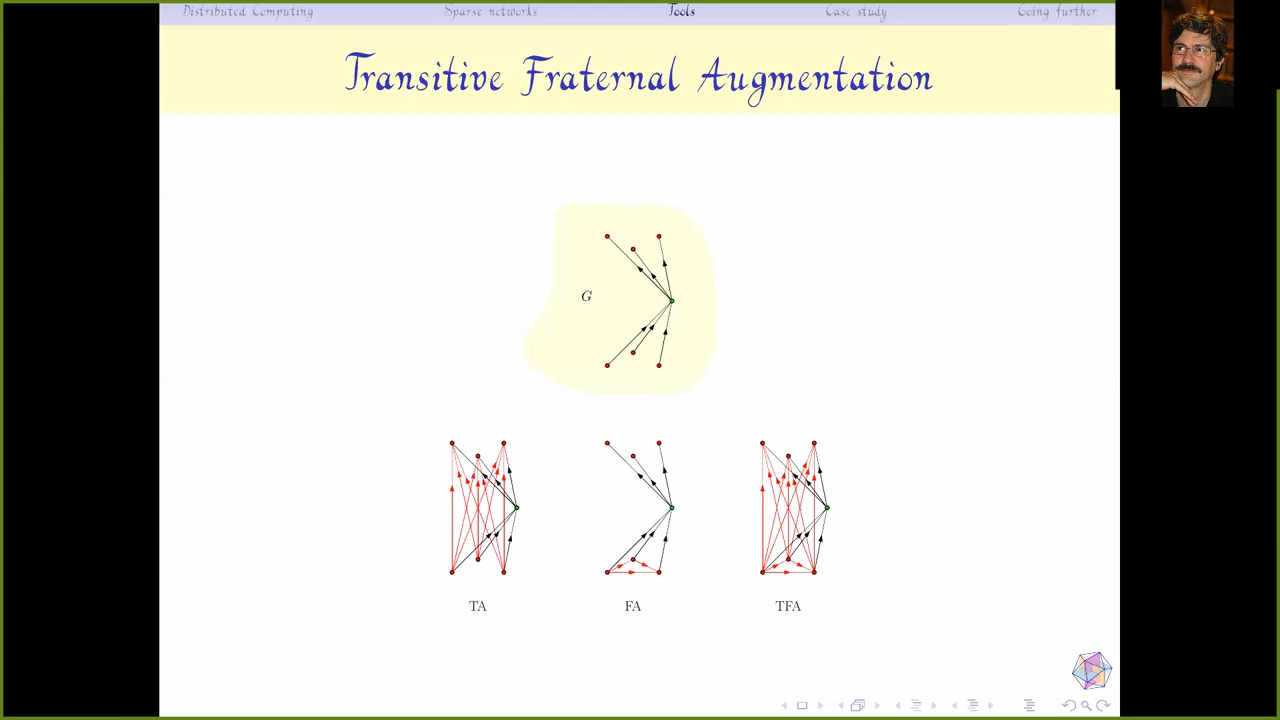 Distributed Computing Sparse networks Tools Case study Going further
Transitive Fraternal Augmentation
G
TA FA TFA